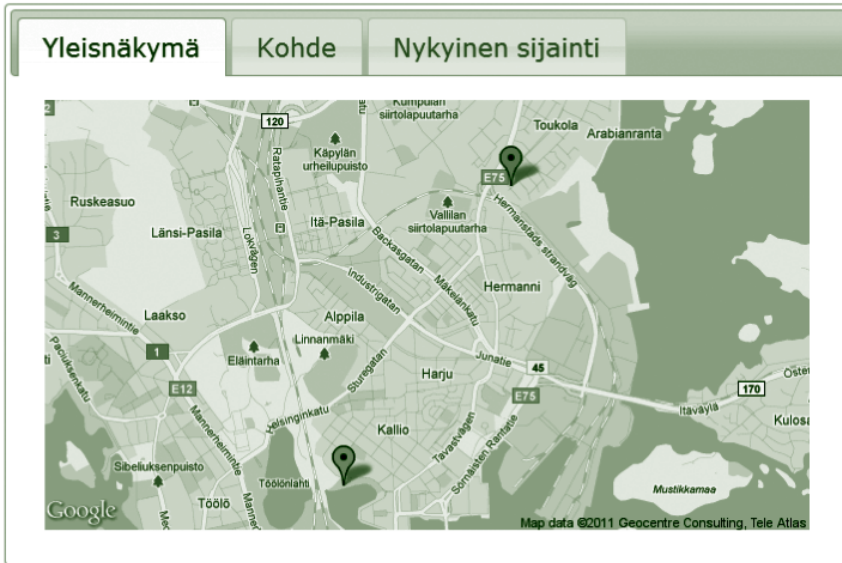 Yleisnäkymä
Kohde
Nykyinen sijainti
Kumpulan
siirtolapuutarha
Toukola
Arabianranta
120
Käpylän
urheilupuisto
Ratapihantie
E75
Ruskeasuo
Vallilan
siirtolapuutarha
Hermanstads strandväg
Itä-Pasila
Länsi-Pasila
3
Lokvägen
Backasgatan
Industrigatan
Mäkelänkatu
Hermanni
Mannerheimintie
Laakso
Alppila
Linnanmäki
1
Eläintarha
Sturegatan
Junatie
45
Paciuksenkatu
Harju
E12
E75
170
Itäväylä
Kulosa
Mannerheimintie
Helsinginkatu
Kallio
Tavastvägen
Sörnäisten Rantatie
Sibeliuksenpuisto
Töölönlahti
Mustikkamaa
Töölö
Google
Map data ©2011 Geocentre Consulting, Tele Atlas